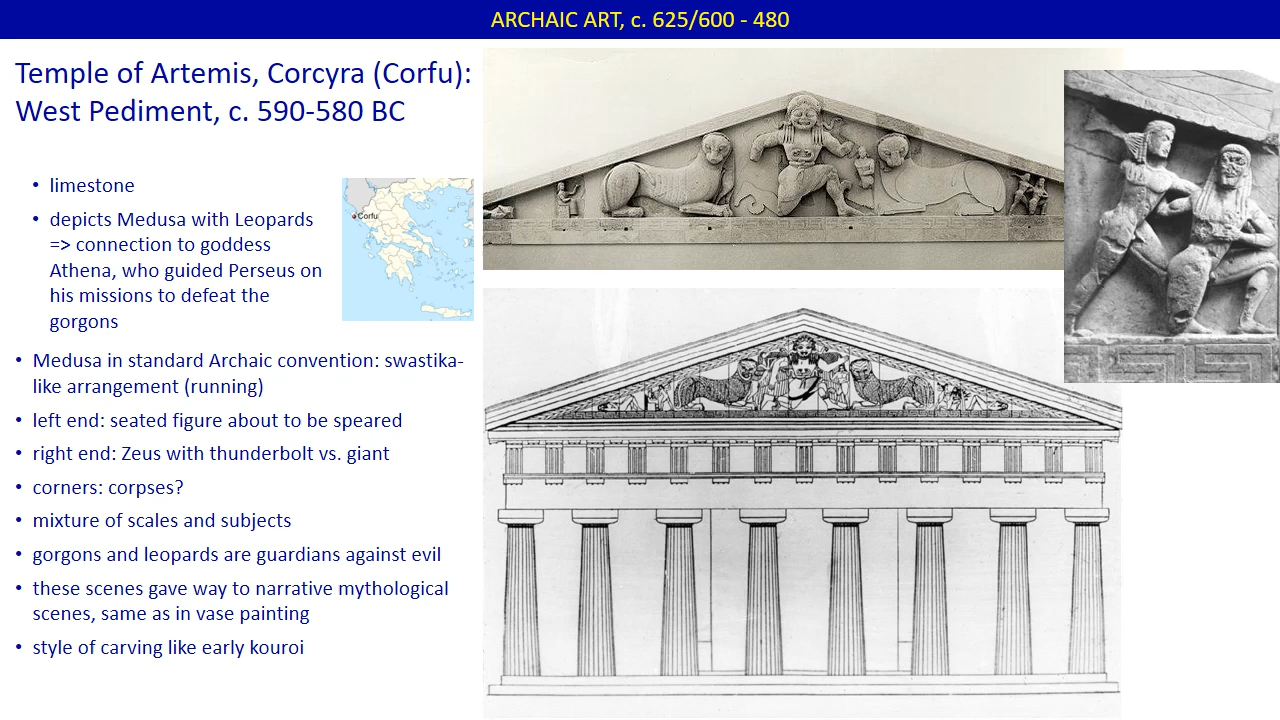 ARCHAIC ART, c. 625/600 - 480
Temple of Artemis, Corcyra (Corfu):
West Pediment, c. 590-580 BC
• limestone
• depicts Medusa with Leopards
=> connection to goddess
Athena, who guided Perseus on
his missions to defeat the
gorgons
Corfu
• Medusa in standard Archaic convention: swastika-
like arrangement (running)
• left end: seated figure about to be speared
• right end: Zeus with thunderbolt vs. giant
• corners: corpses?
• mixture of scales and subjects
• gorgons and leopards are guardians against evil
• these scenes gave way to narrative mythological
scenes, same as in vase painting
• style of carving like early kouroi